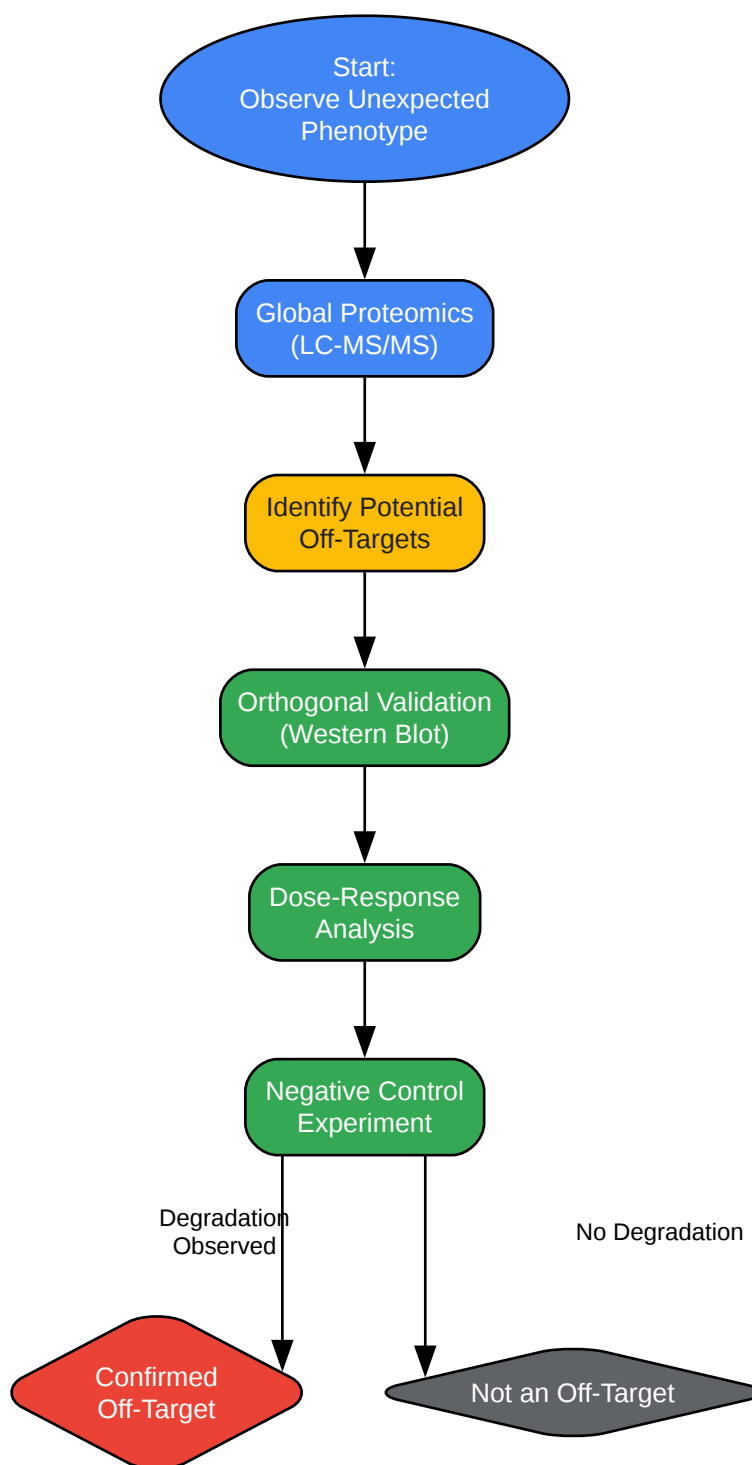 Start:
Observe Unexpected
Phenotype
Global Proteomics
(LC-MS/MS)
Identify Potential
Off-Targets
Orthogonal Validation
(Western Blot)
Dose-Response
Analysis
Negative Control
Experiment
Degradation
Observed
No Degradation
Confirmed
Off-Target
Not an Off-Target